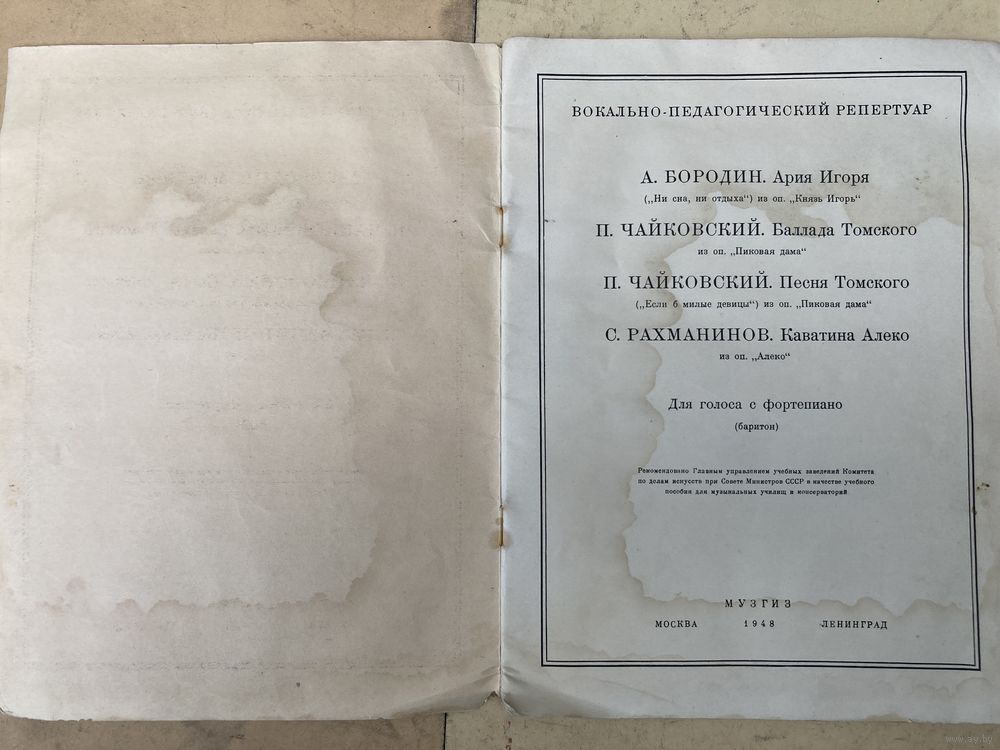 ВОКАЛЬНО-ПЕДАГОГИЧЕСКИЙ РЕПЕРТУАР
А. БОРОДИН. Ария Игоря
(„Ни сна, ни отдыха“) из оп. „Князь Игорь“
П. ЧАЙКОВСКИЙ. Баллада Томского
из оп. „Пиковая дама“
П. ЧАЙКОВСКИЙ. Песня Томского
(„Если б милые девицы“) из оп. „Пиковая дама“
С. РАХМАНИНОВ. Каватина Алеко
из оп. „Алеко“
Для голоса с фортепиано
(баритон)
Рекомендовано Главным управлением учебных заведений Комитета
по делам искусств при Совете Министров СССР в качестве учебного
пособия для музыкальных училищ и консерваторий
МУЗГИЗ
МОСКВА 1948 ЛЕНИНГРАД
www.ay.by